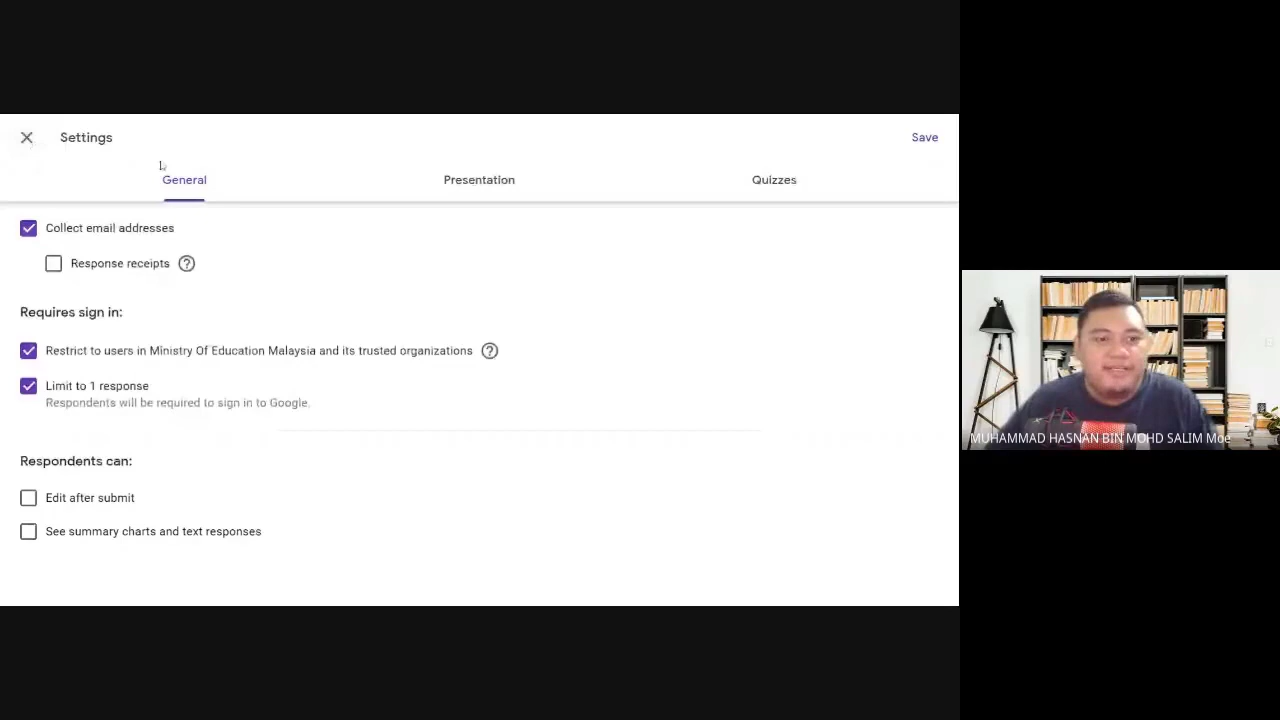 Settings
Save
General
Presentation
Quizzes
Collect email addresses
Response receipts
Requires sign in:
Restrict to users in Ministry Of Education Malaysia and its trusted organizations
Limit to 1 response
Respondents will be required to sign in to Google.
MUHAMMAD HASNAN BIN MOHD SALIM Moe
Respondents can:
Edit after submit
See summary charts and text responses